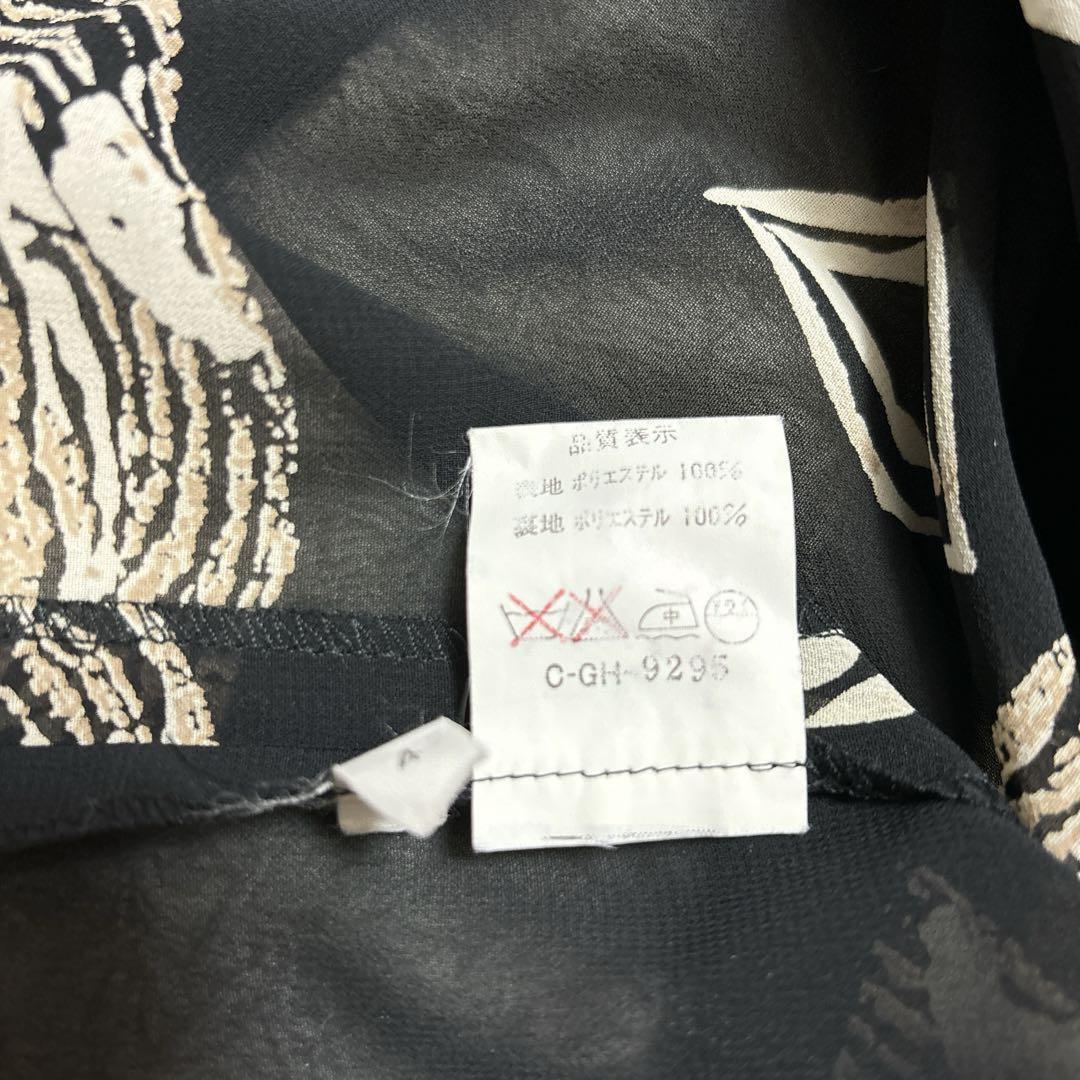 品質表示
表地 ポリエステル 100%
裏地 ポリエステル 100%
中
C-GH-9295